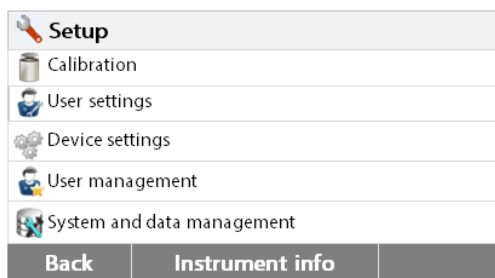 Setup
Calibration
User settings
Device settings
User management
System and data management
Back Instrument info